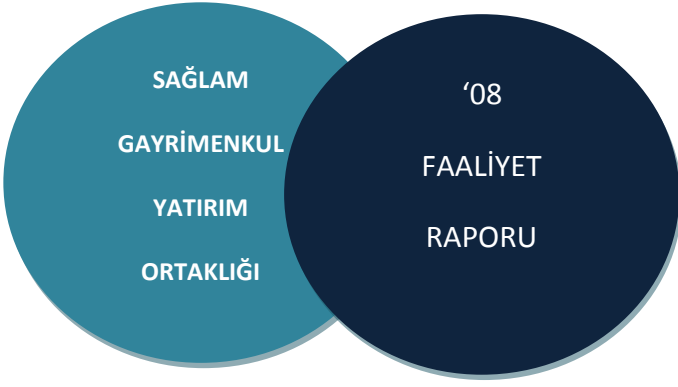 SAĞLAM
GAYRİMENKUL
YATIRIM
ORTAKLIĞI
‘08
FAALİYET
RAPORU